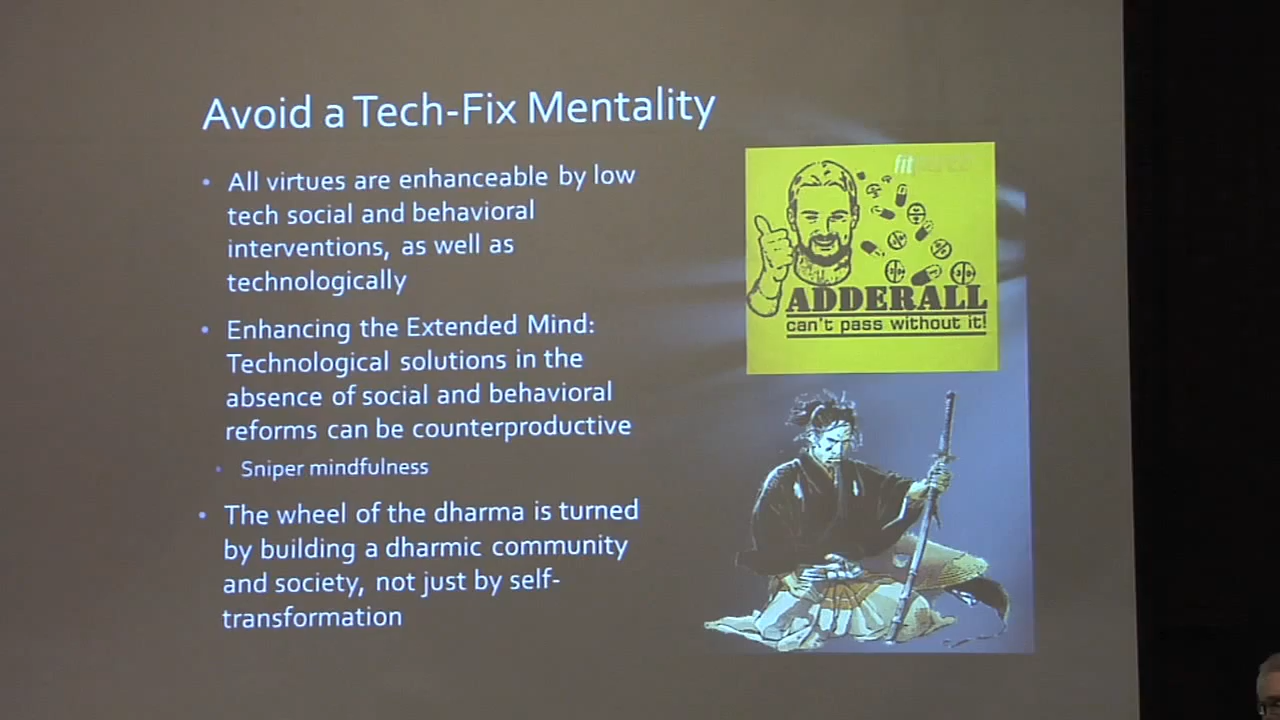 Avoid a Tech-Fix Mentality
• All virtues are enhanceable by low
tech social and behavioral
interventions, as well as
technologically
• Enhancing the Extended Mind:
Technological solutions in the
absence of social and behavioral
reforms can be counterproductive
• Sniper mindfulness
• The wheel of the dharma is turned
by building a dharmic community
and society, not just by self-
transformation
fit
ADDERALL
can't pass without it!